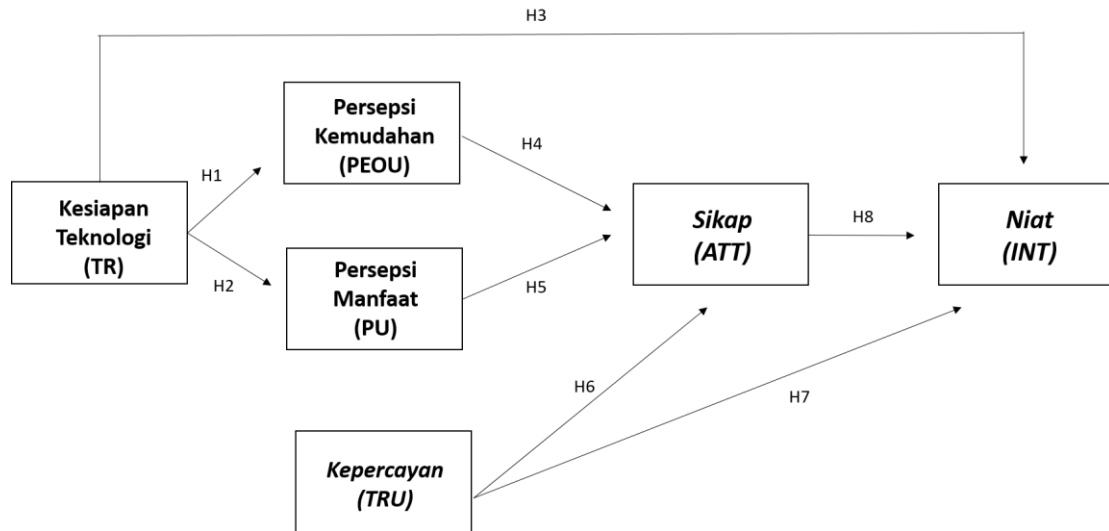 H3
Persepsi
Kemudahan
(PEOU)
H4
H1
Kesiapan
Teknologi
(TR)
Sikap
(ATT)
H8
Niat
(INT)
H2
Persepsi
Manfaat
(PU)
H5
H6
H7
Kepercayan
(TRU)